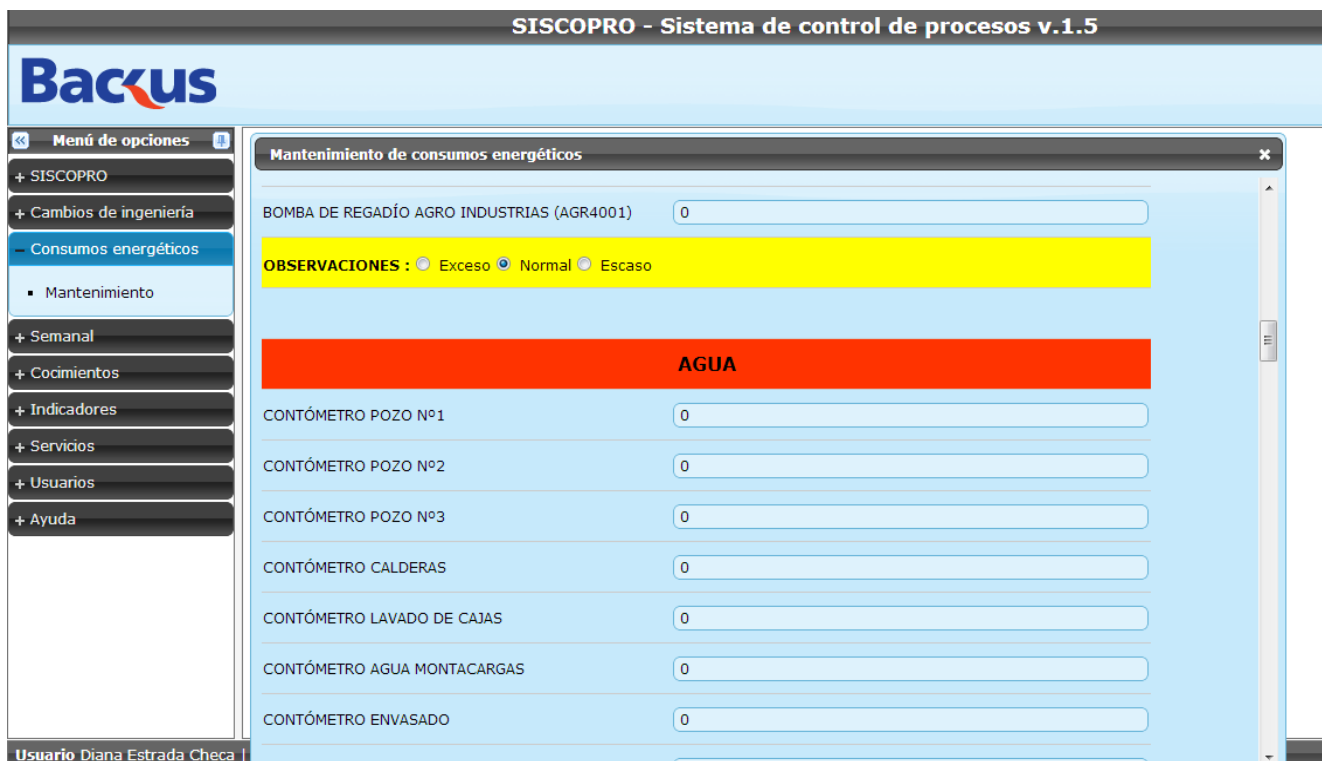 SISCOPRO - Sistema de control de procesos v.1.5
Backus
Menú de opciones
+ SISCOPRO
+ Cambios de ingeniería
- Consumos energéticos
▪ Mantenimiento
+ Semanal
+ Cocimientos
+ Indicadores
+ Servicios
+ Usuarios
+ Ayuda
Mantenimiento de consumos energéticos
BOMBA DE REGADÍO AGRO INDUSTRIAS (AGR4001) 0
OBSERVACIONES : Exceso Normal Escaso
AGUA
CONTÓMETRO POZO Nº1 0
CONTÓMETRO POZO Nº2 0
CONTÓMETRO POZO Nº3 0
CONTÓMETRO CALDERAS 0
CONTÓMETRO LAVADO DE CAJAS 0
CONTÓMETRO AGUA MONTACARGAS 0
CONTÓMETRO ENVASADO 0
Usuario Diana Estrada Checa |